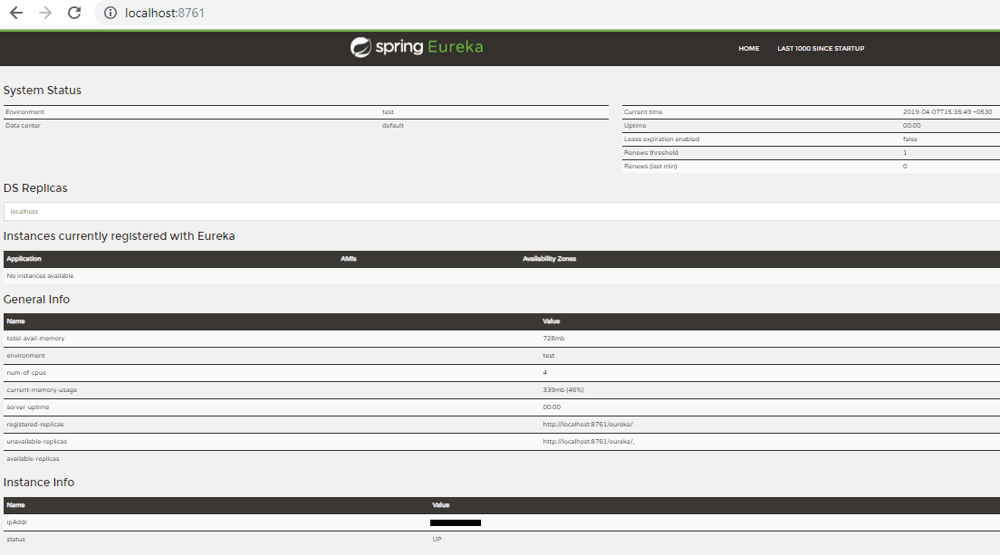 localhost:8761
spring Eureka
HOME LAST 1000 SINCE STARTUP
System Status
Environment test
Data center default
Current time 2019-04-07T15:35:49 +0530
Uptime 00:00
Lease expiration enabled false
Renews threshold 1
Renews (last min) 0
DS Replicas
localhost
Instances currently registered with Eureka
Application AMIs Availability Zones
No instances available
General Info
Name Value
total-avail-memory 728mb
environment test
num-of-cpus 4
current-memory-usage 339mb (46%)
server-uptime 00:00
registered-replicas http://localhost:8761/eureka/
unavailable-replicas http://localhost:8761/eureka/,
available-replicas
Instance Info
Name Value
ipAddr
status UP